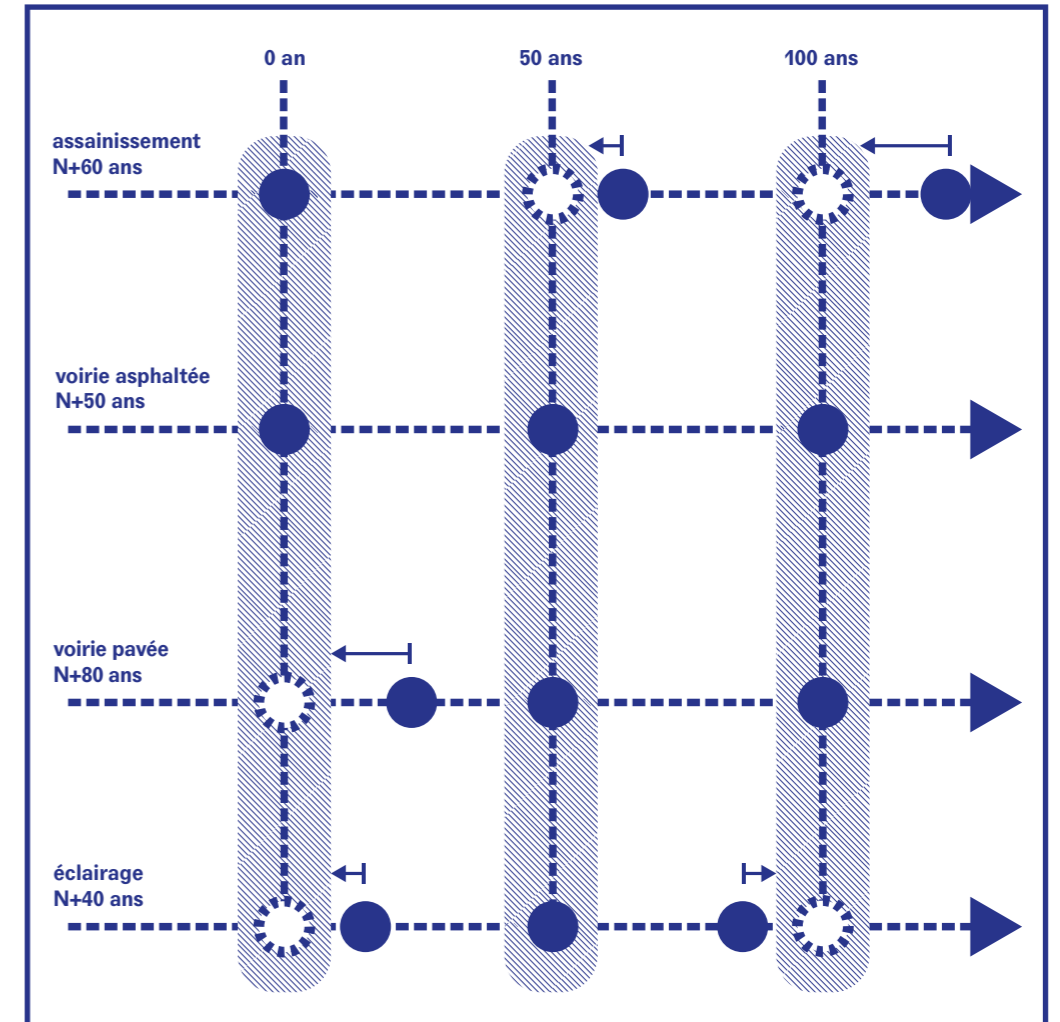 0 an
50 ans
100 ans
assainissement
N+60 ans
voirie asphaltée
N+50 ans
voirie pavée
N+80 ans
éclairage
N+40 ans